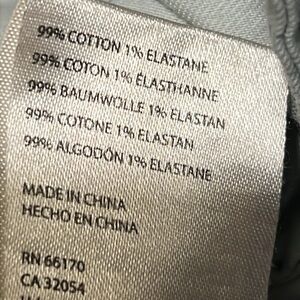 99% COTTON 1% ELASTANE
99% COTON 1% ÉLASTHANNE
99% BAUMWOLLE 1% ELASTAN
99% COTONE 1% ELASTAN
99% ALGODÓN 1% ELASTANE
MADE IN CHINA
HECHO EN CHINA
RN 66170
CA 32054